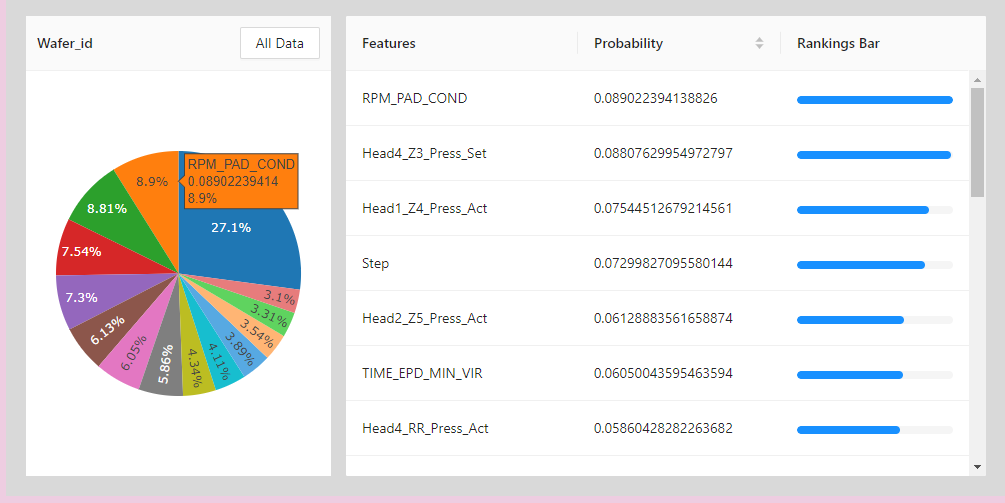 Wafer_id
All Data
RPM_PAD_COND
0.08902239414
8.9%
8.9%
27.1%
8.81%
7.54%
7.3%
6.13%
6.05%
5.86%
4.34%
4.11%
3.89%
3.54%
3.31%
3.1%
Features Probability Rankings Bar
RPM_PAD_COND 0.089022394138826
Head4_Z3_Press_Set 0.08807629954972797
Head1_Z4_Press_Act 0.07544512679214561
Step 0.07299827095580144
Head2_Z5_Press_Act 0.06128883561658874
TIME_EPD_MIN_VIR 0.06050043595463594
Head4_RR_Press_Act 0.05860428282263682